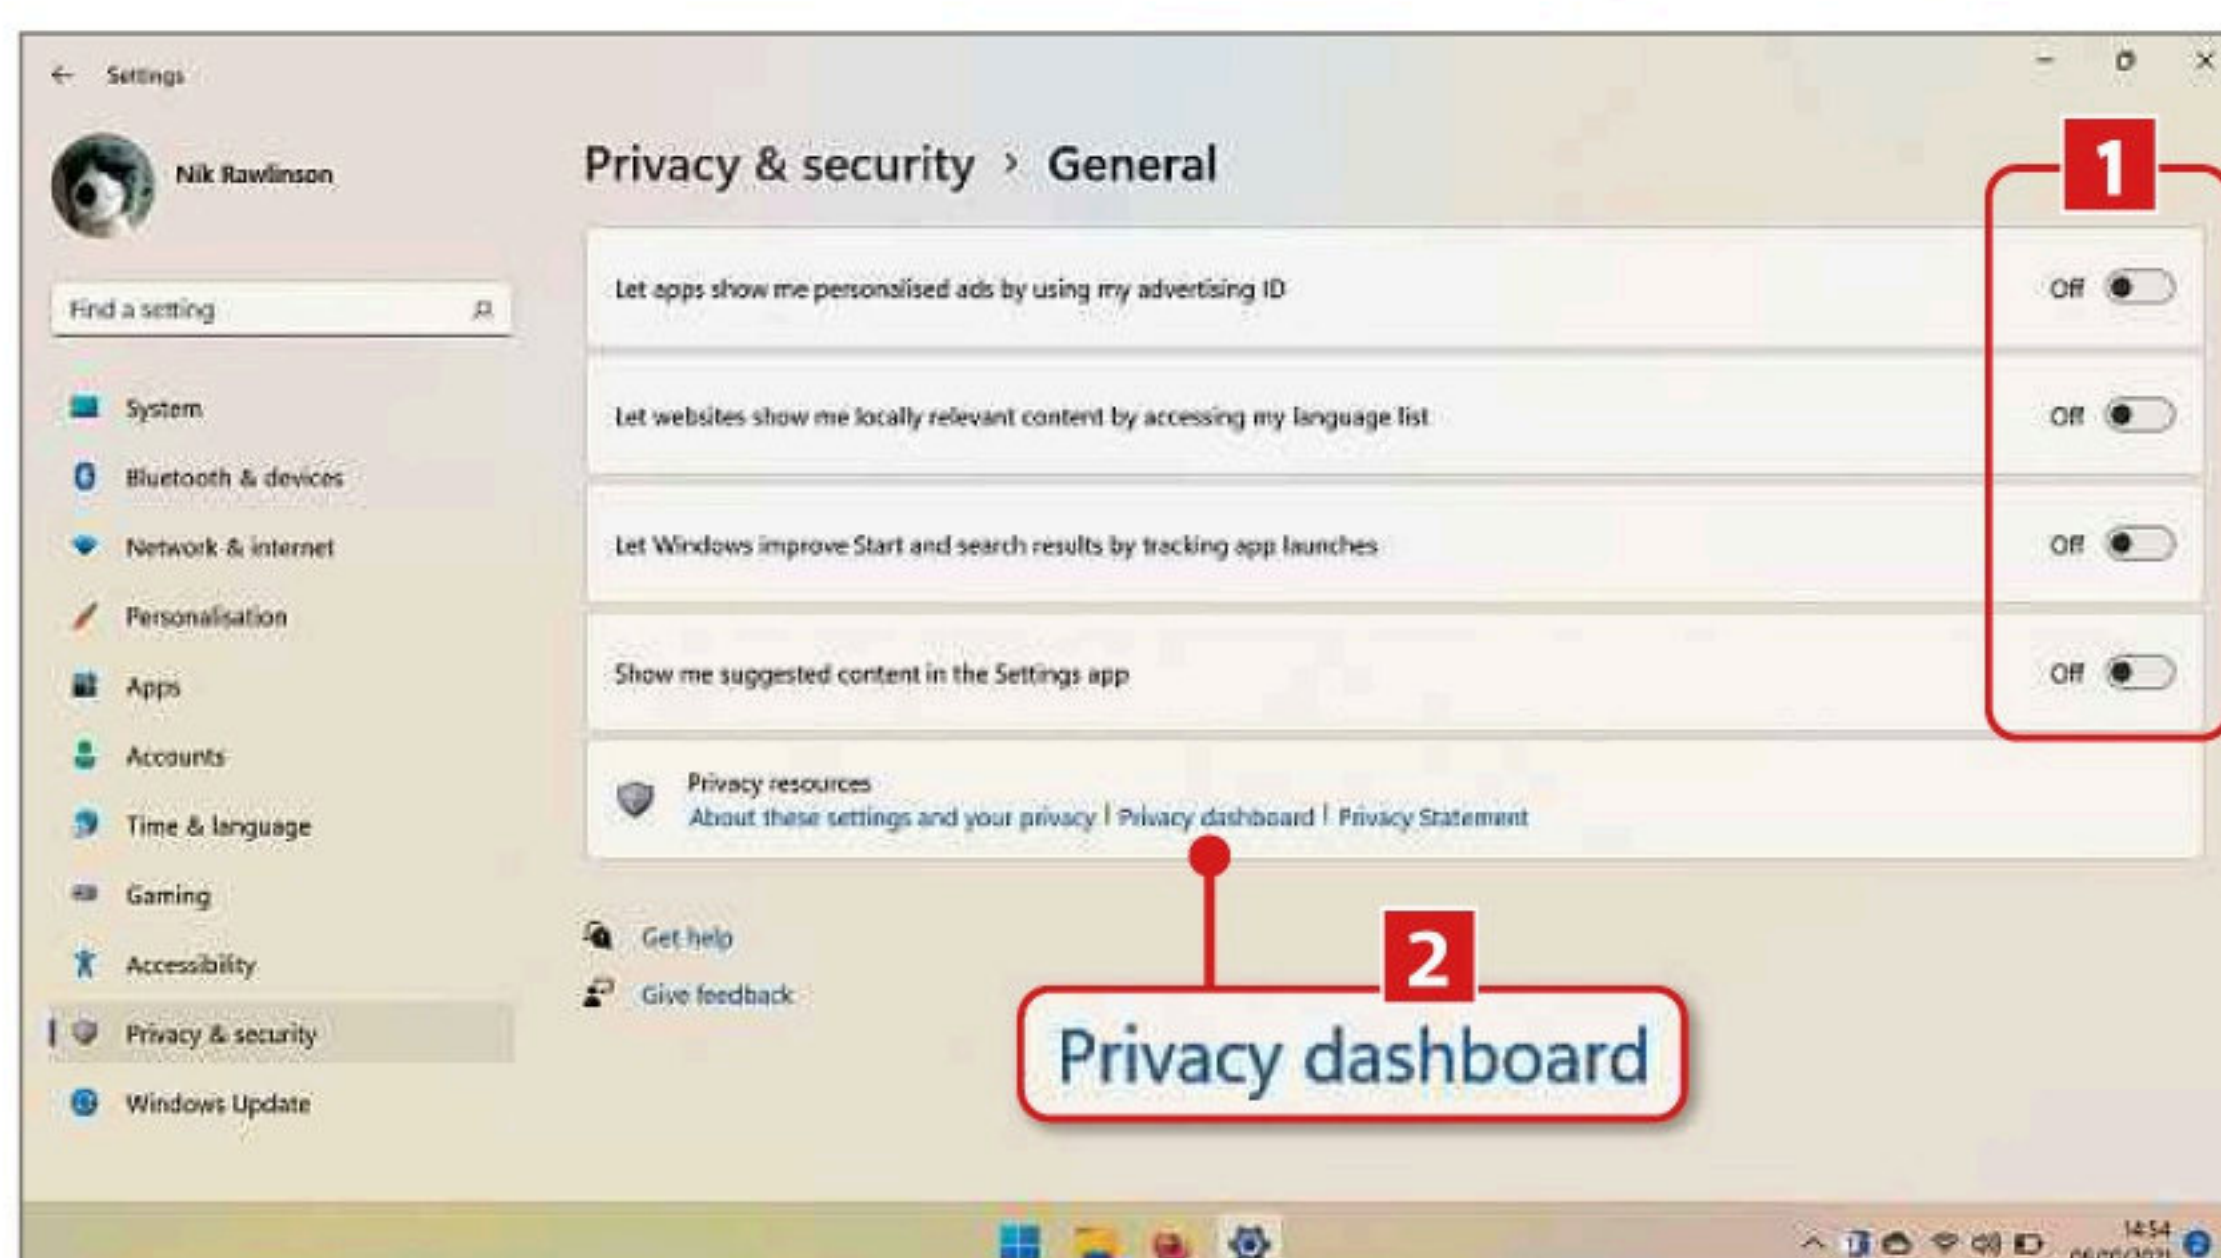 Settings
Nik Rawlinson
Find a setting
System
Bluetooth & devices
Network & internet
Personalisation
Apps
Accounts
Time & language
Gaming
Accessibility
Privacy & security
Windows Update
Privacy & security > General
1
Let apps show me personalised ads by using my advertising ID Off
Let websites show me locally relevant content by accessing my language list Off
Let Windows improve Start and search results by tracking app launches Off
Show me suggested content in the Settings app Off
Privacy resources
About these settings and your privacy | Privacy dashboard | Privacy Statement
Get help
Give feedback
2
Privacy dashboard
14:54